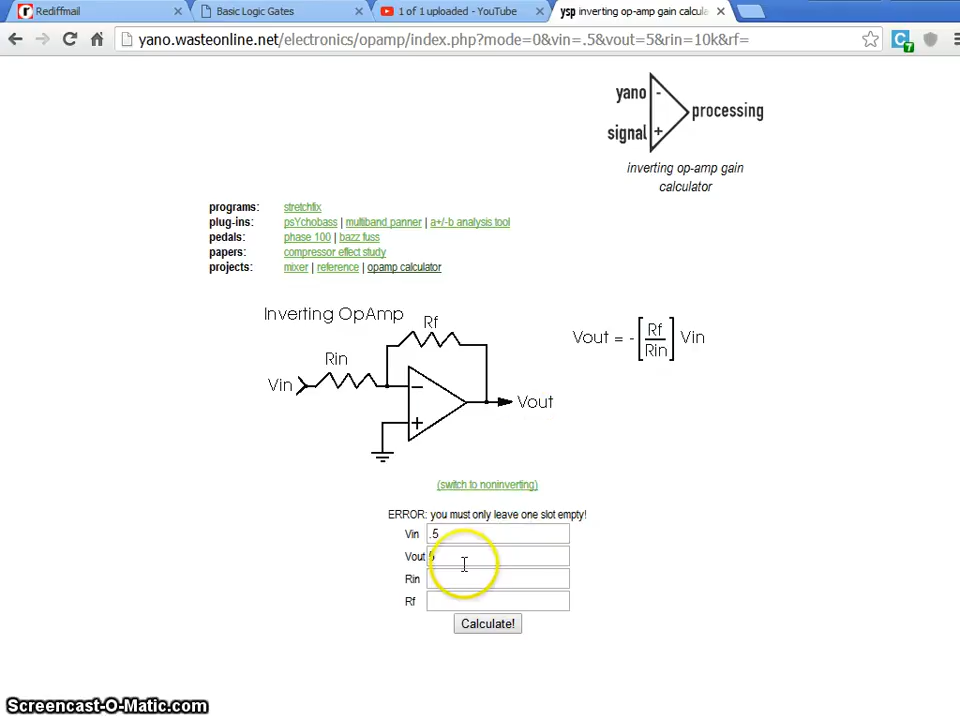 Rediffmail
Basic Logic Gates
1 of 1 uploaded - YouTube
ysp inverting op-amp gain calcula
yano.wasteonline.net/electronics/opamp/index.php?mode=0&vin=.5&vout=5&rin=10k&rf=
7
yano - processing
signal +
inverting op-amp gain
calculator
programs: stretchfix
plug-ins: psYchobass | multiband panner | a+/-b analysis tool
pedals: phase 100 | bazz fuss
papers: compressor effect study
projects: mixer | reference | opamp calculator
Inverting OpAmp
Rf
Rin
Vin
Vout
Vout = -[Rf/Rin] Vin
(switch to noninverting)
ERROR: you must only leave one slot empty!
Vin .5
Vout 5
Rin
Rf
Calculate!
Screencast-O-Matic.com